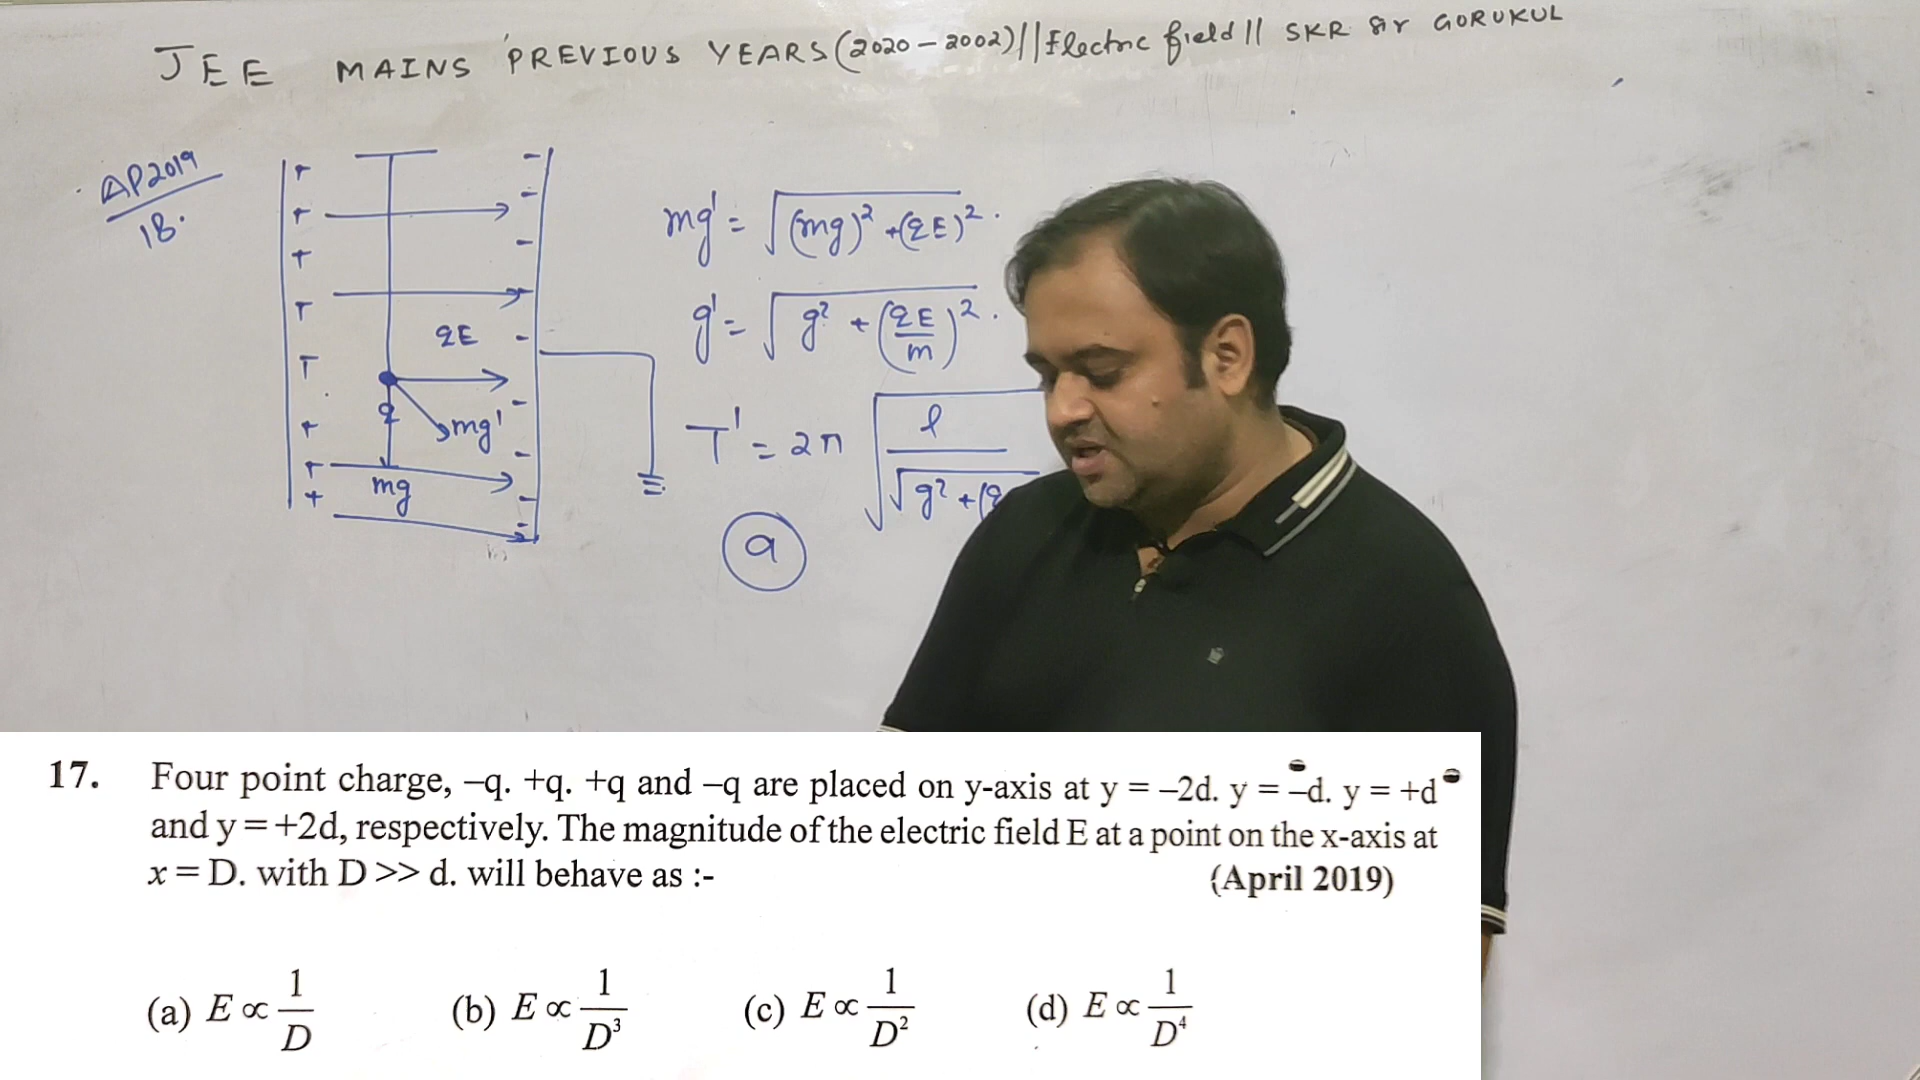 JEE MAINS PREVIOUS YEARS (2020-2002) || Electric field || SKR Sir GORUKUL
AP2019
18.
+ + + + + + + +
- - - - - - - - -
qE
q
mg'
mg
mg' = √(mg)² + (qE)².
g' = √g² + (qE/m)².
T' = 2π √l/√g² + (q
a
17. Four point charge, –q. +q. +q and –q are placed on y-axis at y = –2d. y = –d. y = +d
and y = +2d, respectively. The magnitude of the electric field E at a point on the x-axis at
x = D. with D >> d. will behave as :- (April 2019)
(a) E ∝ 1/D (b) E ∝ 1/D³ (c) E ∝ 1/D² (d) E ∝ 1/D⁴